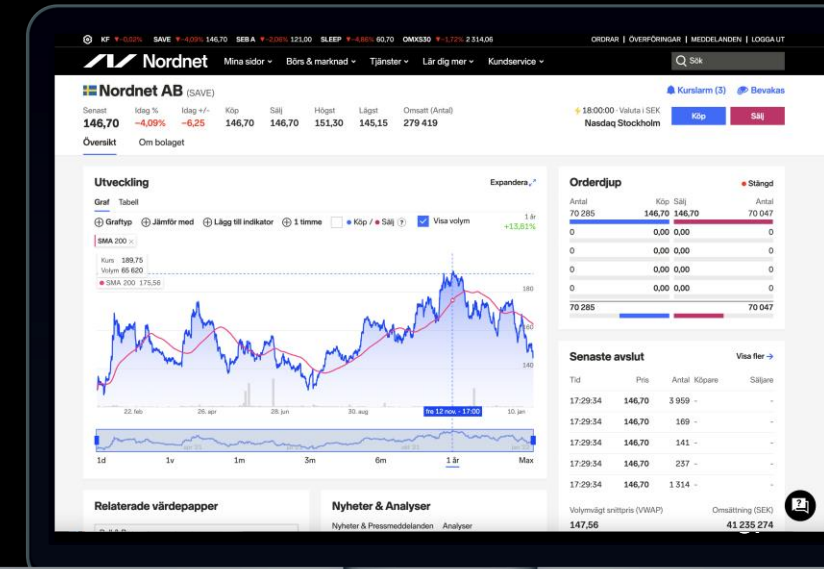 KF ▼-0,02% SAVE ▼-4,09% 146,70 SEB A ▼-2,06% 121,00 SLEEP ▼-4,86% 60,70 OMXS30 ▼-1,72% 2 314,06 ORDRAR | ÖVERFÖRINGAR | MEDDELANDEN | LOGGA UT
Nordnet Mina sidor Börs & marknad Tjänster Lär dig mer Kundservice Sök
Nordnet AB (SAVE) Kurslarm (3) Bevakas
Senast Idag % Idag +/- Köp Sälj Högst Lägst Omsatt (Antal) 18:00:00 · Valuta i SEK
146,70 -4,09% -6,25 146,70 146,70 151,30 145,15 279 419 Nasdaq Stockholm Köp Sälj
Översikt Om bolaget
Utveckling Expandera
Graf Tabell
Graftyp Jämför med Lägg till indikator 1 timme Köp / Sälj ? Visa volym 1 år
+13,61%
SMA 200 ×
Kurs 189,75
Volym 65 620
SMA 200 175,56
180
160
140
22. feb 26. apr 28. jun 30. aug fre 12 nov. - 17:00 10. jan
1d 1v 1m 3m 6m 1 år Max
Orderdjup Stängd
Antal Köp Sälj Antal
70 285 146,70 146,70 70 047
0 0,00 0,00 0
0 0,00 0,00 0
0 0,00 0,00 0
0 0,00 0,00 0
70 285 70 047
Senaste avslut Visa fler →
Tid Pris Antal Köpare Säljare
17:29:34 146,70 3 959 - -
17:29:34 146,70 169 - -
17:29:34 146,70 141 - -
17:29:34 146,70 237 - -
17:29:34 146,70 1 314 - -
Volymvägt snittpris (VWAP) Omsättning (SEK)
147,56 41 235 274
Relaterade värdepapper
Nyheter & Analyser
Nyheter & Pressmeddelanden Analyser